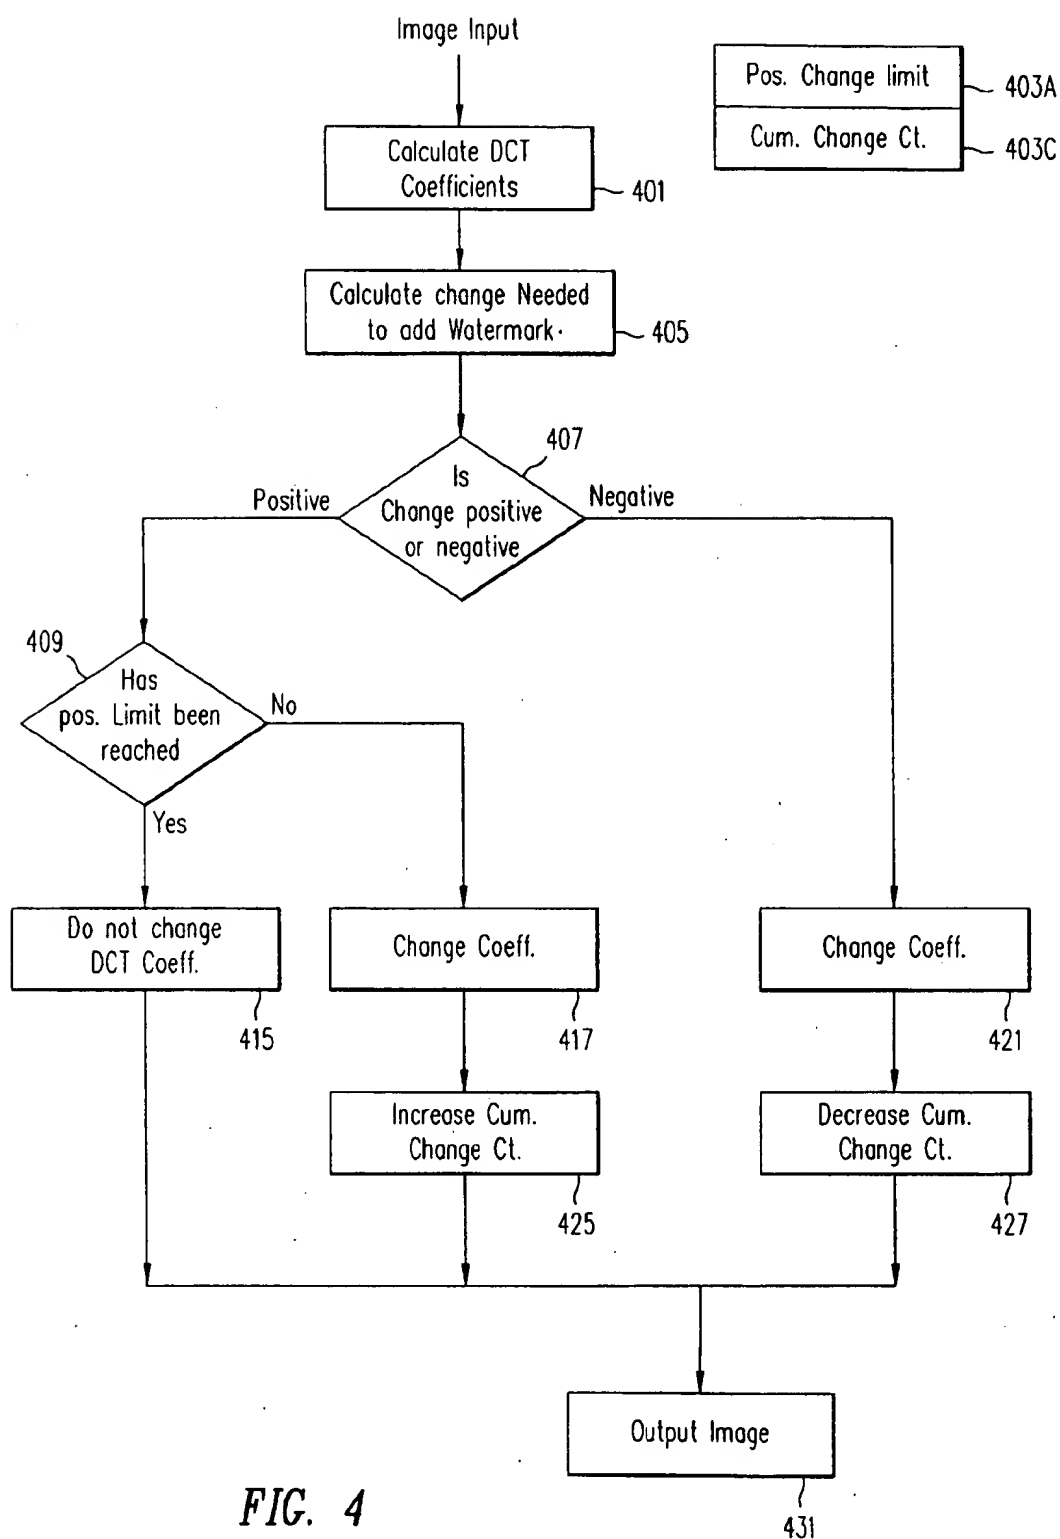 Image Input
Pos. Change limit
403A
Cum. Change Ct.
403C
Calculate DCT
Coefficients
401
Calculate change Needed
to add Watermark.
405
407
Is
Change positive
or negative
Positive
Negative
409
Has
pos. Limit been
reached
No
Yes
Do not change
DCT Coeff.
415
Change Coeff.
417
Change Coeff.
421
Increase Cum.
Change Ct.
425
Decrease Cum.
Change Ct.
427
Output Image
431
FIG. 4